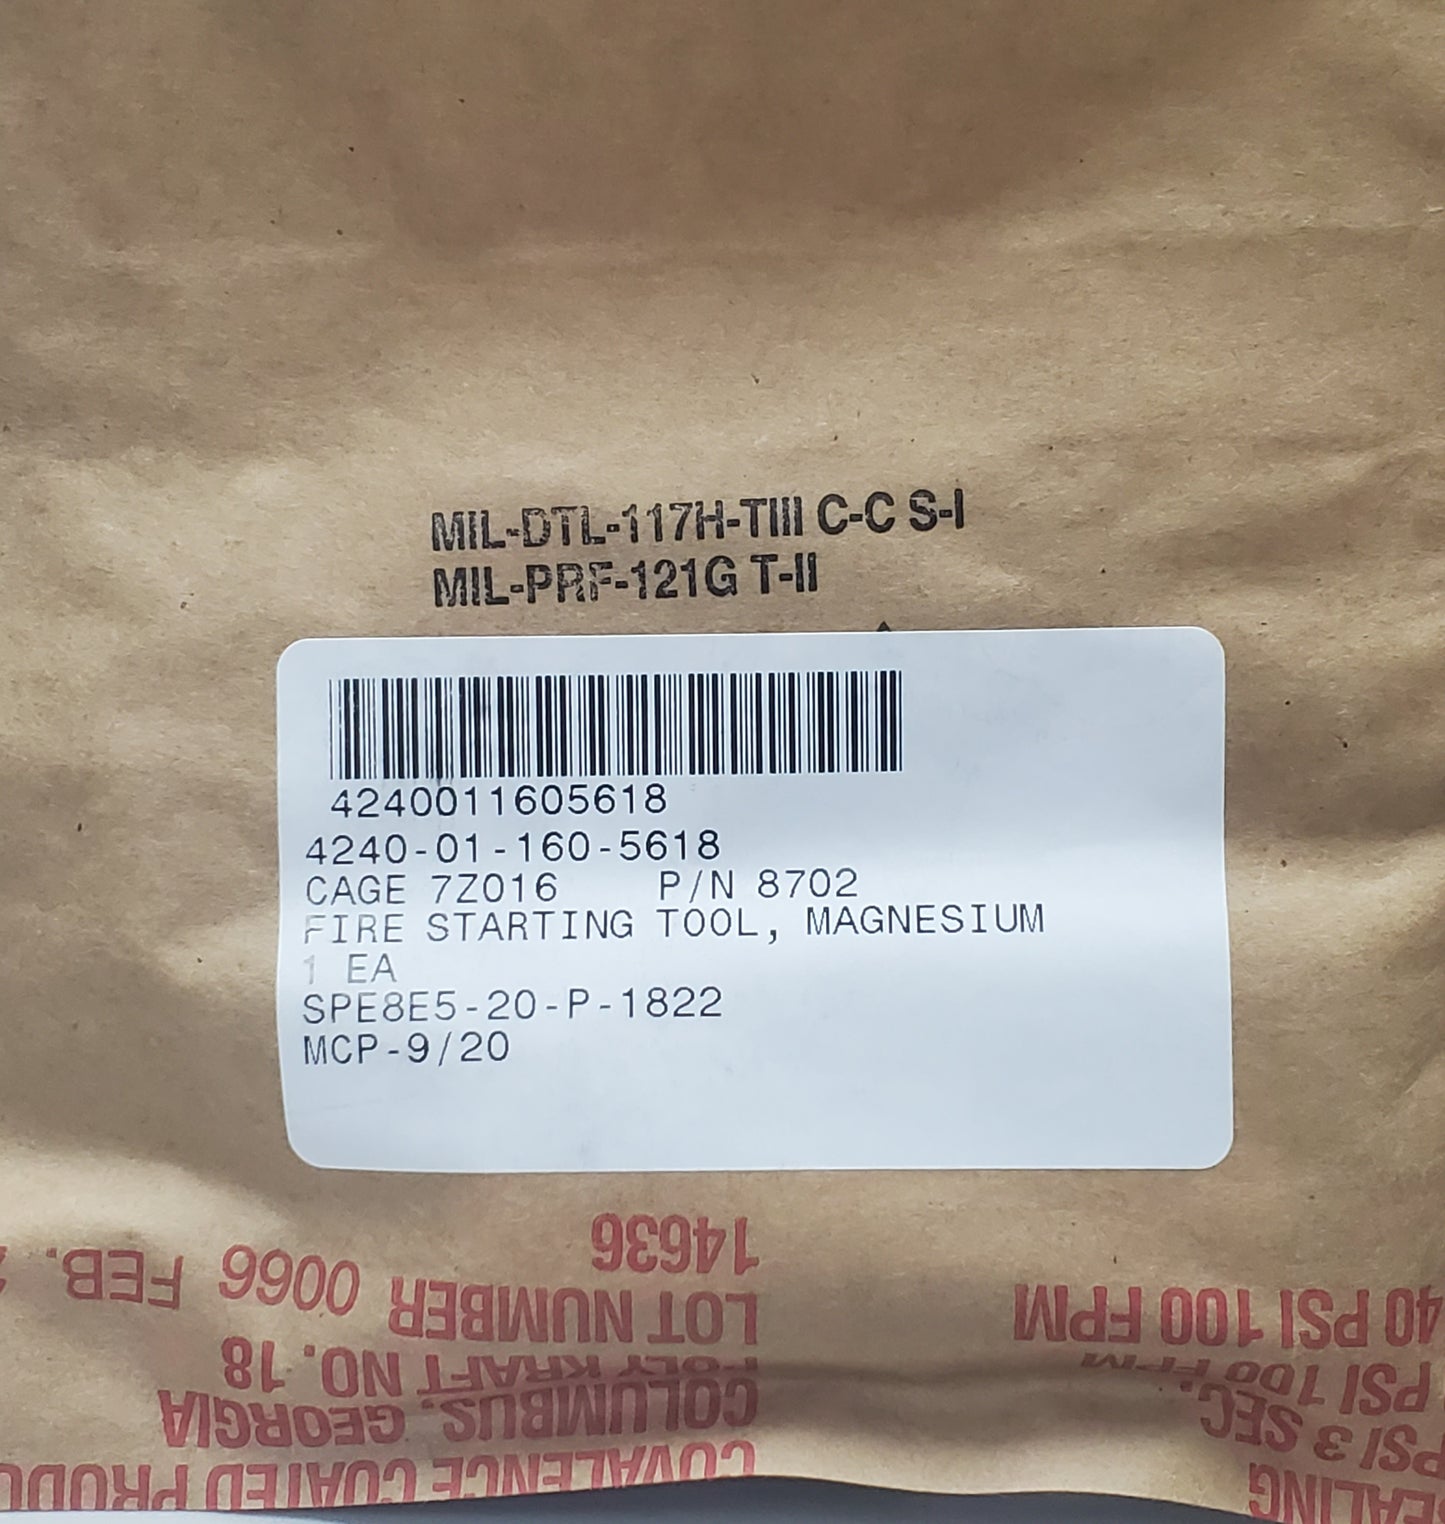 MIL-DTL-117H-TIII C-C S-I
MIL-PRF-121G T-II
4240011605618
4240-01-160-5618
CAGE 7Z016 P/N 8702
FIRE STARTING TOOL, MAGNESIUM
1 EA
SPE8E5-20-P-1822
MCP-9/20
14636
LOT NUMBER 0066 FEB.
POLY KRAFT NO. 18
COLUMBUS, GEORGIA
COVALENCE COATED
40 PSI 100 FPM
PSI 100 FPM
PSI 3 SEC.